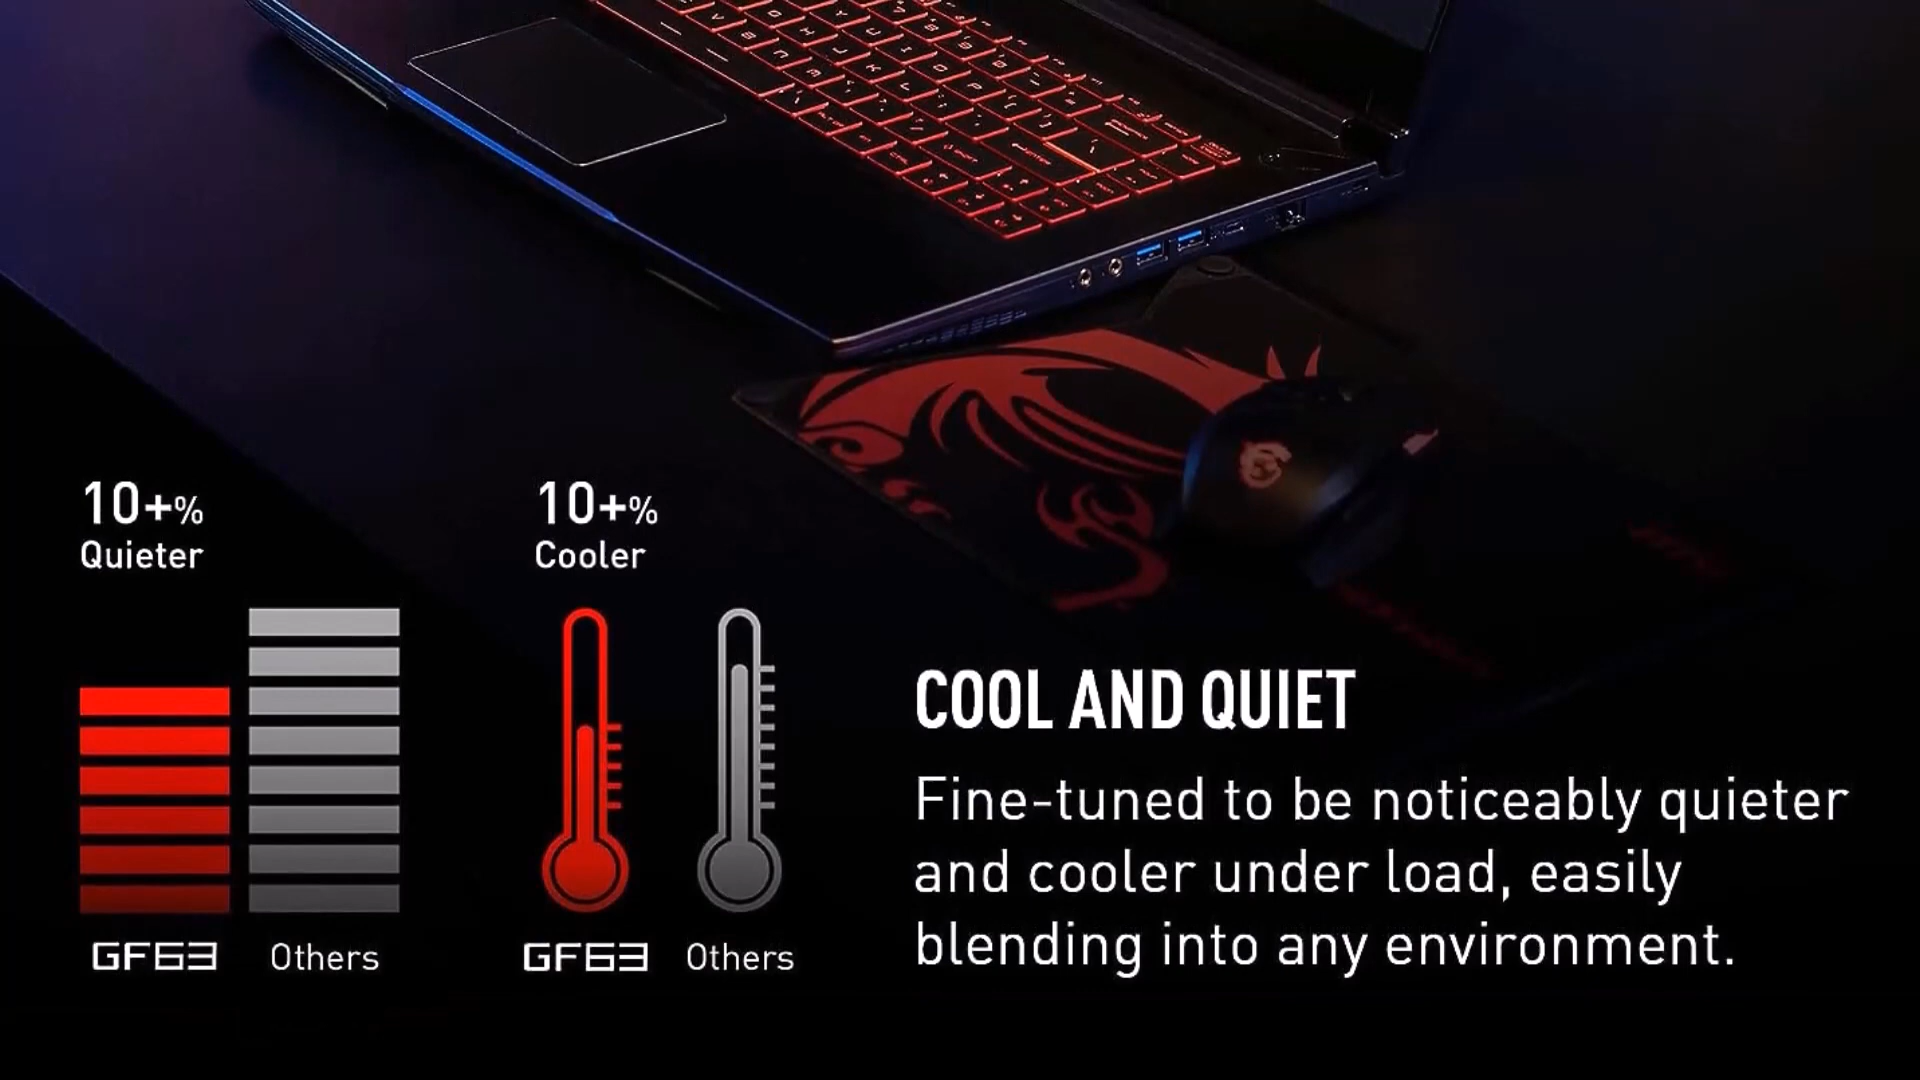 10+%
Quieter
10+%
Cooler
GF63
Others
GF63
Others
COOL AND QUIET
Fine-tuned to be noticeably quieter
and cooler under load, easily
blending into any environment.